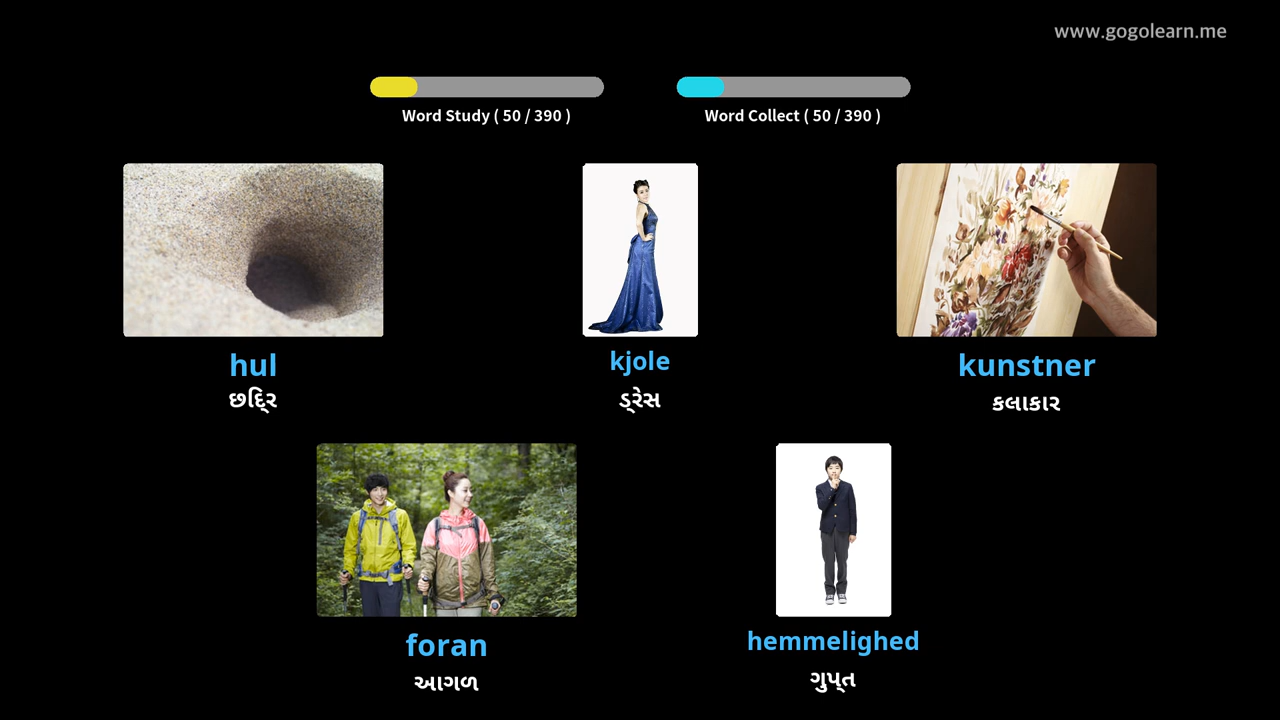 www.gogolearn.me
Word Study ( 50 / 390 )
Word Collect ( 50 / 390 )
hul
છિદ્ર
kjole
ડ્રેસ
kunstner
કલાકાર
foran
આગળ
hemmelighed
ગુપ્ત